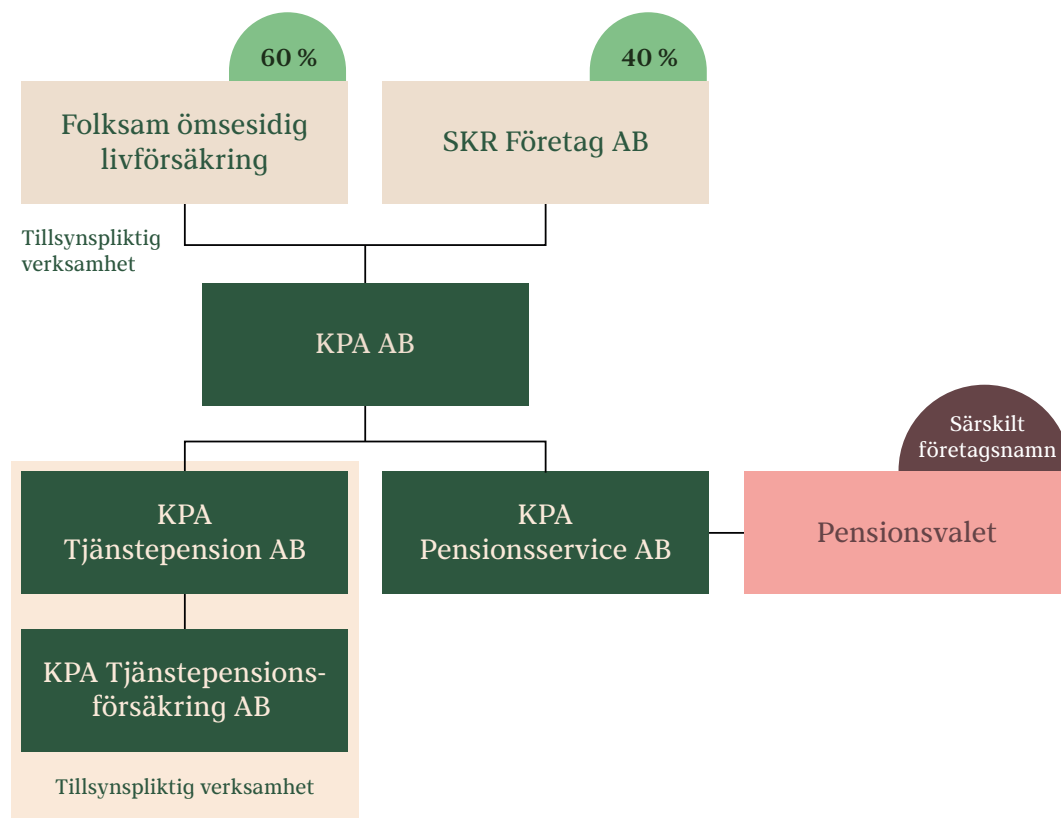 60 %
40 %
Folksam ömsesidig
livförsäkring
SKR Företag AB
Tillsynspliktig
verksamhet
KPA AB
Särskilt
företagsnamn
KPA
Tjänstepension AB
KPA
Pensionsservice AB
Pensionsvalet
KPA Tjänstepensions-
försäkring AB
Tillsynspliktig verksamhet